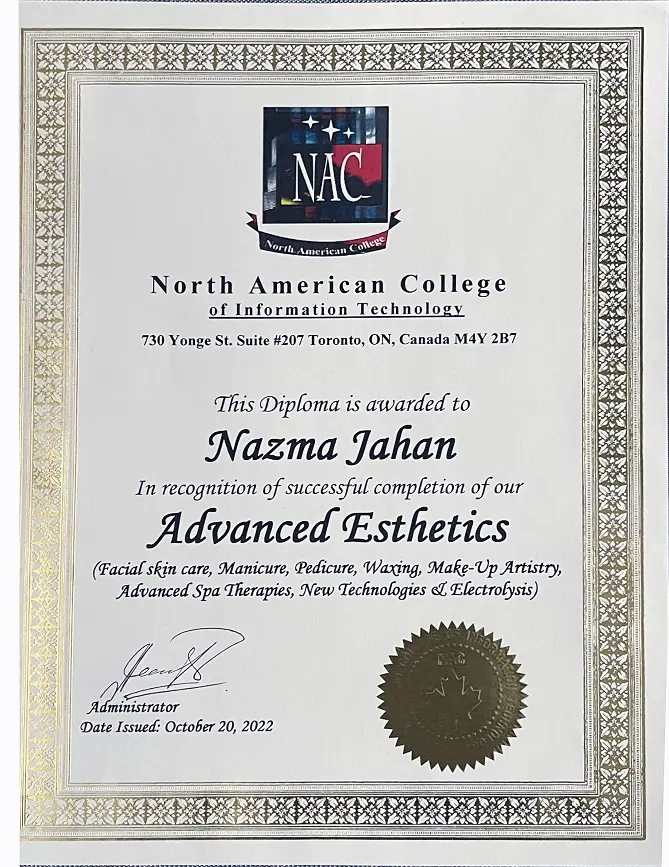 NAC
North American College
North American College
of Information Technology
730 Yonge St. Suite #207 Toronto, ON, Canada M4Y 2B7
This Diploma is awarded to
Nazma Jahan
In recognition of successful completion of our
Advanced Esthetics
(Facial skin care, Manicure, Pedicure, Waxing, Make-Up Artistry,
Advanced Spa Therapies, New Technologies & Electrolysis)
Administrator
Date Issued: October 20, 2022